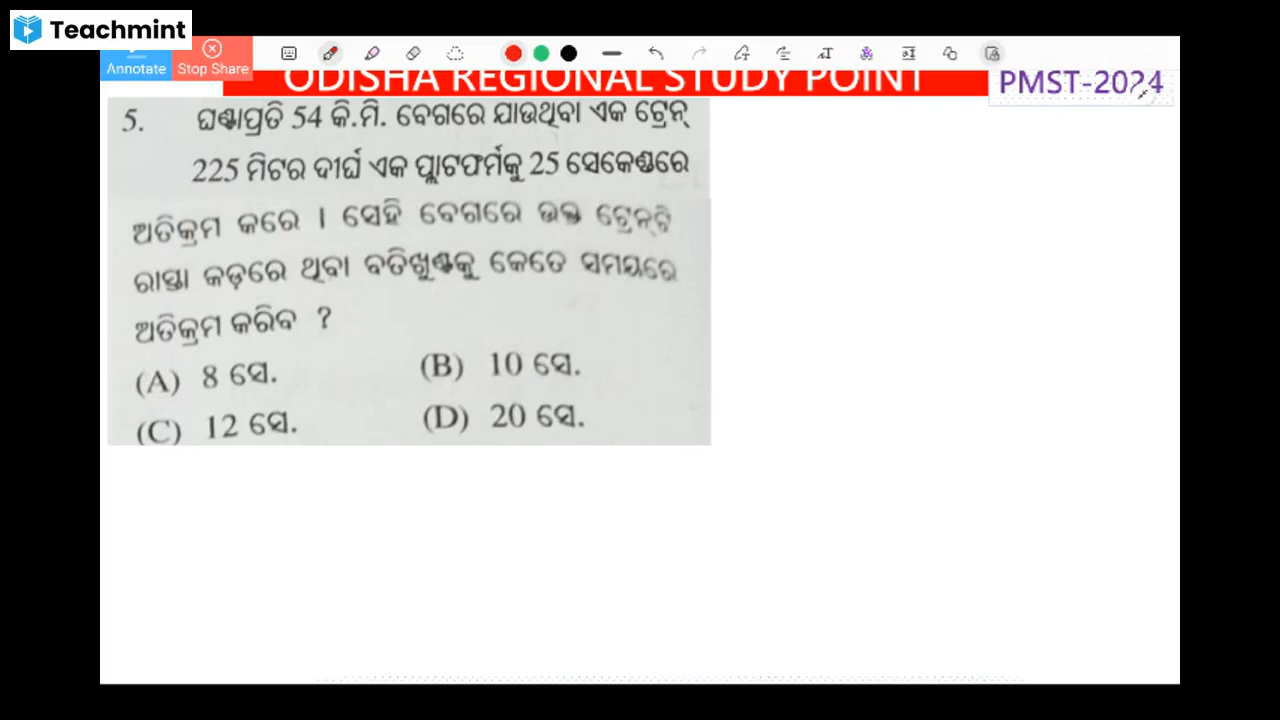 Teachmint
Annotate Stop Share
ODISHA REGIONAL STUDY POINT
PMST-2024
5. ଘଣ୍ଟାପ୍ରତି 54 କି.ମି. ବେଗରେ ଯାଉଥିବା ଏକ ଟ୍ରେନ୍
225 ମିଟର ଦୀର୍ଘ ଏକ ପ୍ଲାଟଫର୍ମକୁ 25 ସେକେଣ୍ଡରେ
ଅତିକ୍ରମ କରେ । ସେହି ବେଗରେ ଉକ୍ତ ଟ୍ରେନ୍‌ଟି
ରାସ୍ତା କଡ଼ରେ ଥିବା ବତିଖୁଣ୍ଟକୁ କେତେ ସମୟରେ
ଅତିକ୍ରମ କରିବ ?
(A) 8 ସେ. (B) 10 ସେ.
(C) 12 ସେ. (D) 20 ସେ.